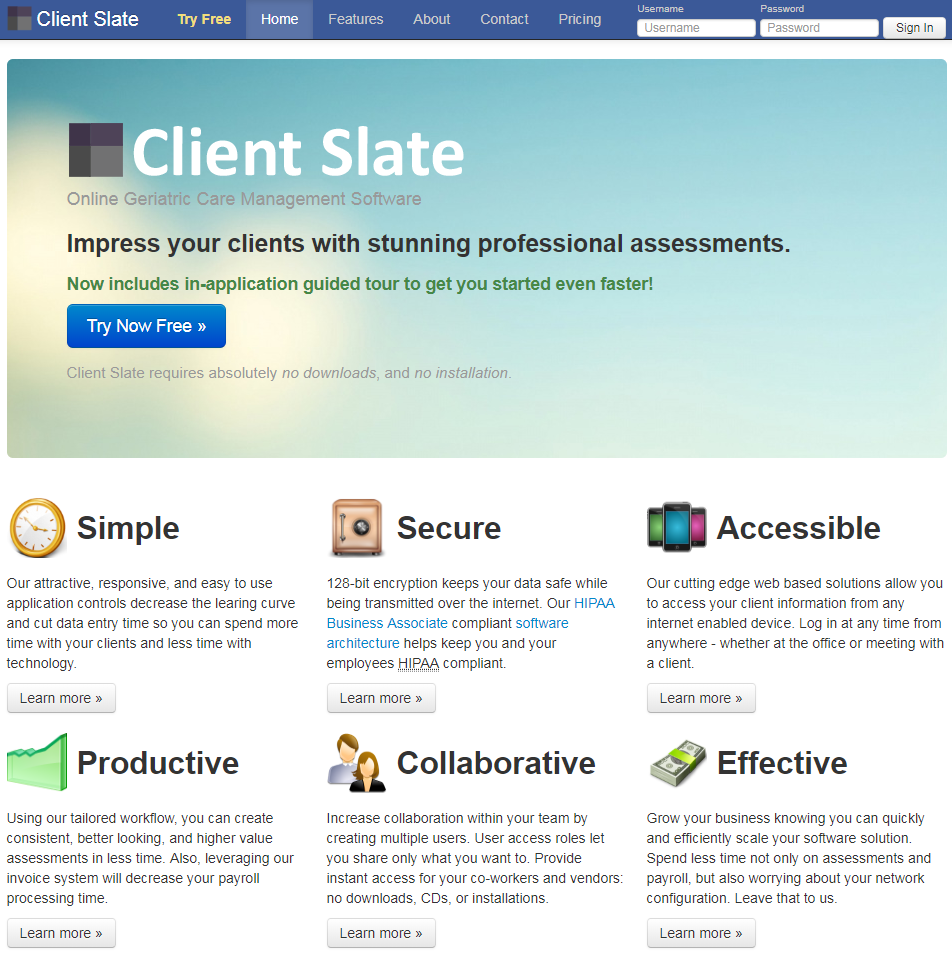 Client Slate Try Free Home Features About Contact Pricing Username Password
Username Password Sign In
Client Slate
Online Geriatric Care Management Software
Impress your clients with stunning professional assessments.
Now includes in-application guided tour to get you started even faster!
Try Now Free »
Client Slate requires absolutely no downloads, and no installation.
Simple
Our attractive, responsive, and easy to use
application controls decrease the learing curve
and cut data entry time so you can spend more
time with your clients and less time with
technology.
Learn more »
Secure
128-bit encryption keeps your data safe while
being transmitted over the internet. Our HIPAA
Business Associate compliant software
architecture helps keep you and your
employees HIPAA compliant.
Learn more »
Accessible
Our cutting edge web based solutions allow you
to access your client information from any
internet enabled device. Log in at any time from
anywhere - whether at the office or meeting with
a client.
Learn more »
Productive
Using our tailored workflow, you can create
consistent, better looking, and higher value
assessments in less time. Also, leveraging our
invoice system will decrease your payroll
processing time.
Learn more »
Collaborative
Increase collaboration within your team by
creating multiple users. User access roles let
you share only what you want to. Provide
instant access for your co-workers and vendors:
no downloads, CDs, or installations.
Learn more »
Effective
Grow your business knowing you can quickly
and efficiently scale your software solution.
Spend less time not only on assessments and
payroll, but also worrying about your network
configuration. Leave that to us.
Learn more »